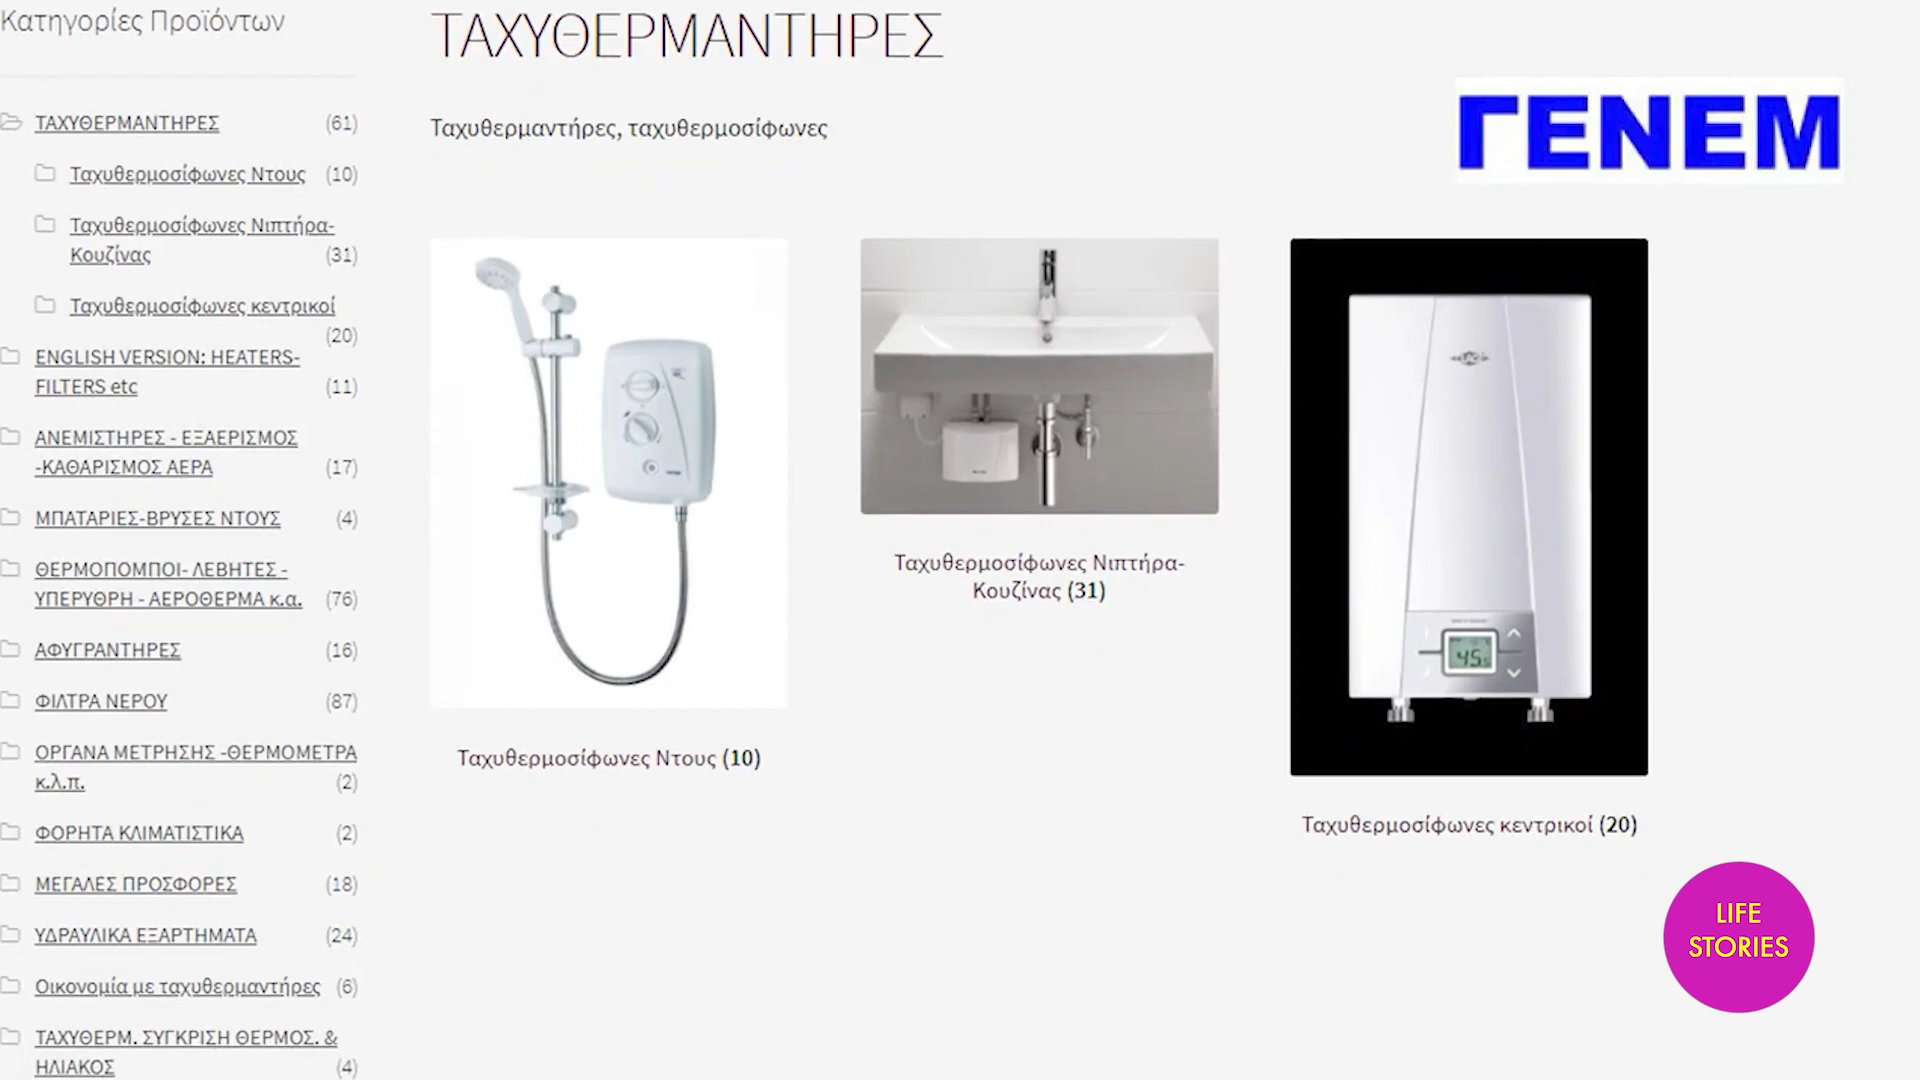 Κατηγορίες Προϊόντων
ΤΑΧΥΘΕΡΜΑΝΤΗΡΕΣ (61)
Ταχυθερμοσίφωνες Ντους (10)
Ταχυθερμοσίφωνες Νιπτήρα-
Κουζίνας (31)
Ταχυθερμοσίφωνες κεντρικοί
(20)
ENGLISH VERSION: HEATERS-
FILTERS etc (11)
ΑΝΕΜΙΣΤΗΡΕΣ - ΕΞΑΕΡΙΣΜΟΣ
-ΚΑΘΑΡΙΣΜΟΣ ΑΕΡΑ (17)
ΜΠΑΤΑΡΙΕΣ-ΒΡΥΣΕΣ ΝΤΟΥΣ (4)
ΘΕΡΜΟΠΟΜΠΟΙ- ΛΕΒΗΤΕΣ -
ΥΠΕΡΥΘΡΗ - ΑΕΡΟΘΕΡΜΑ κ.α. (76)
ΑΦΥΓΡΑΝΤΗΡΕΣ (16)
ΦΙΛΤΡΑ ΝΕΡΟΥ (87)
ΟΡΓΑΝΑ ΜΕΤΡΗΣΗΣ -ΘΕΡΜΟΜΕΤΡΑ
κ.λ.π. (2)
ΦΟΡΗΤΑ ΚΛΙΜΑΤΙΣΤΙΚΑ (2)
ΜΕΓΑΛΕΣ ΠΡΟΣΦΟΡΕΣ (18)
ΥΔΡΑΥΛΙΚΑ ΕΞΑΡΤΗΜΑΤΑ (24)
Οικονομία με ταχυθερμαντήρες (6)
ΤΑΧΥΘΕΡΜ. ΣΥΓΚΡΙΣΗ ΘΕΡΜΟΣ. &
ΗΛΙΑΚΟΣ (4)
ΤΑΧΥΘΕΡΜΑΝΤΗΡΕΣ
Ταχυθερμαντήρες, ταχυθερμοσίφωνες
ΓΕΝΕΜ
Ταχυθερμοσίφωνες Ντους (10)
Ταχυθερμοσίφωνες Νιπτήρα-
Κουζίνας (31)
45
Ταχυθερμοσίφωνες κεντρικοί (20)
LIFE
STORIES